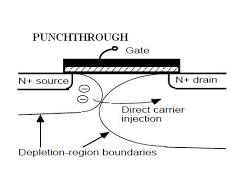 PUNCHTHROUGH
Gate
N+ source
N+ drain
Direct carrier
injection
Depletion-region boundaries